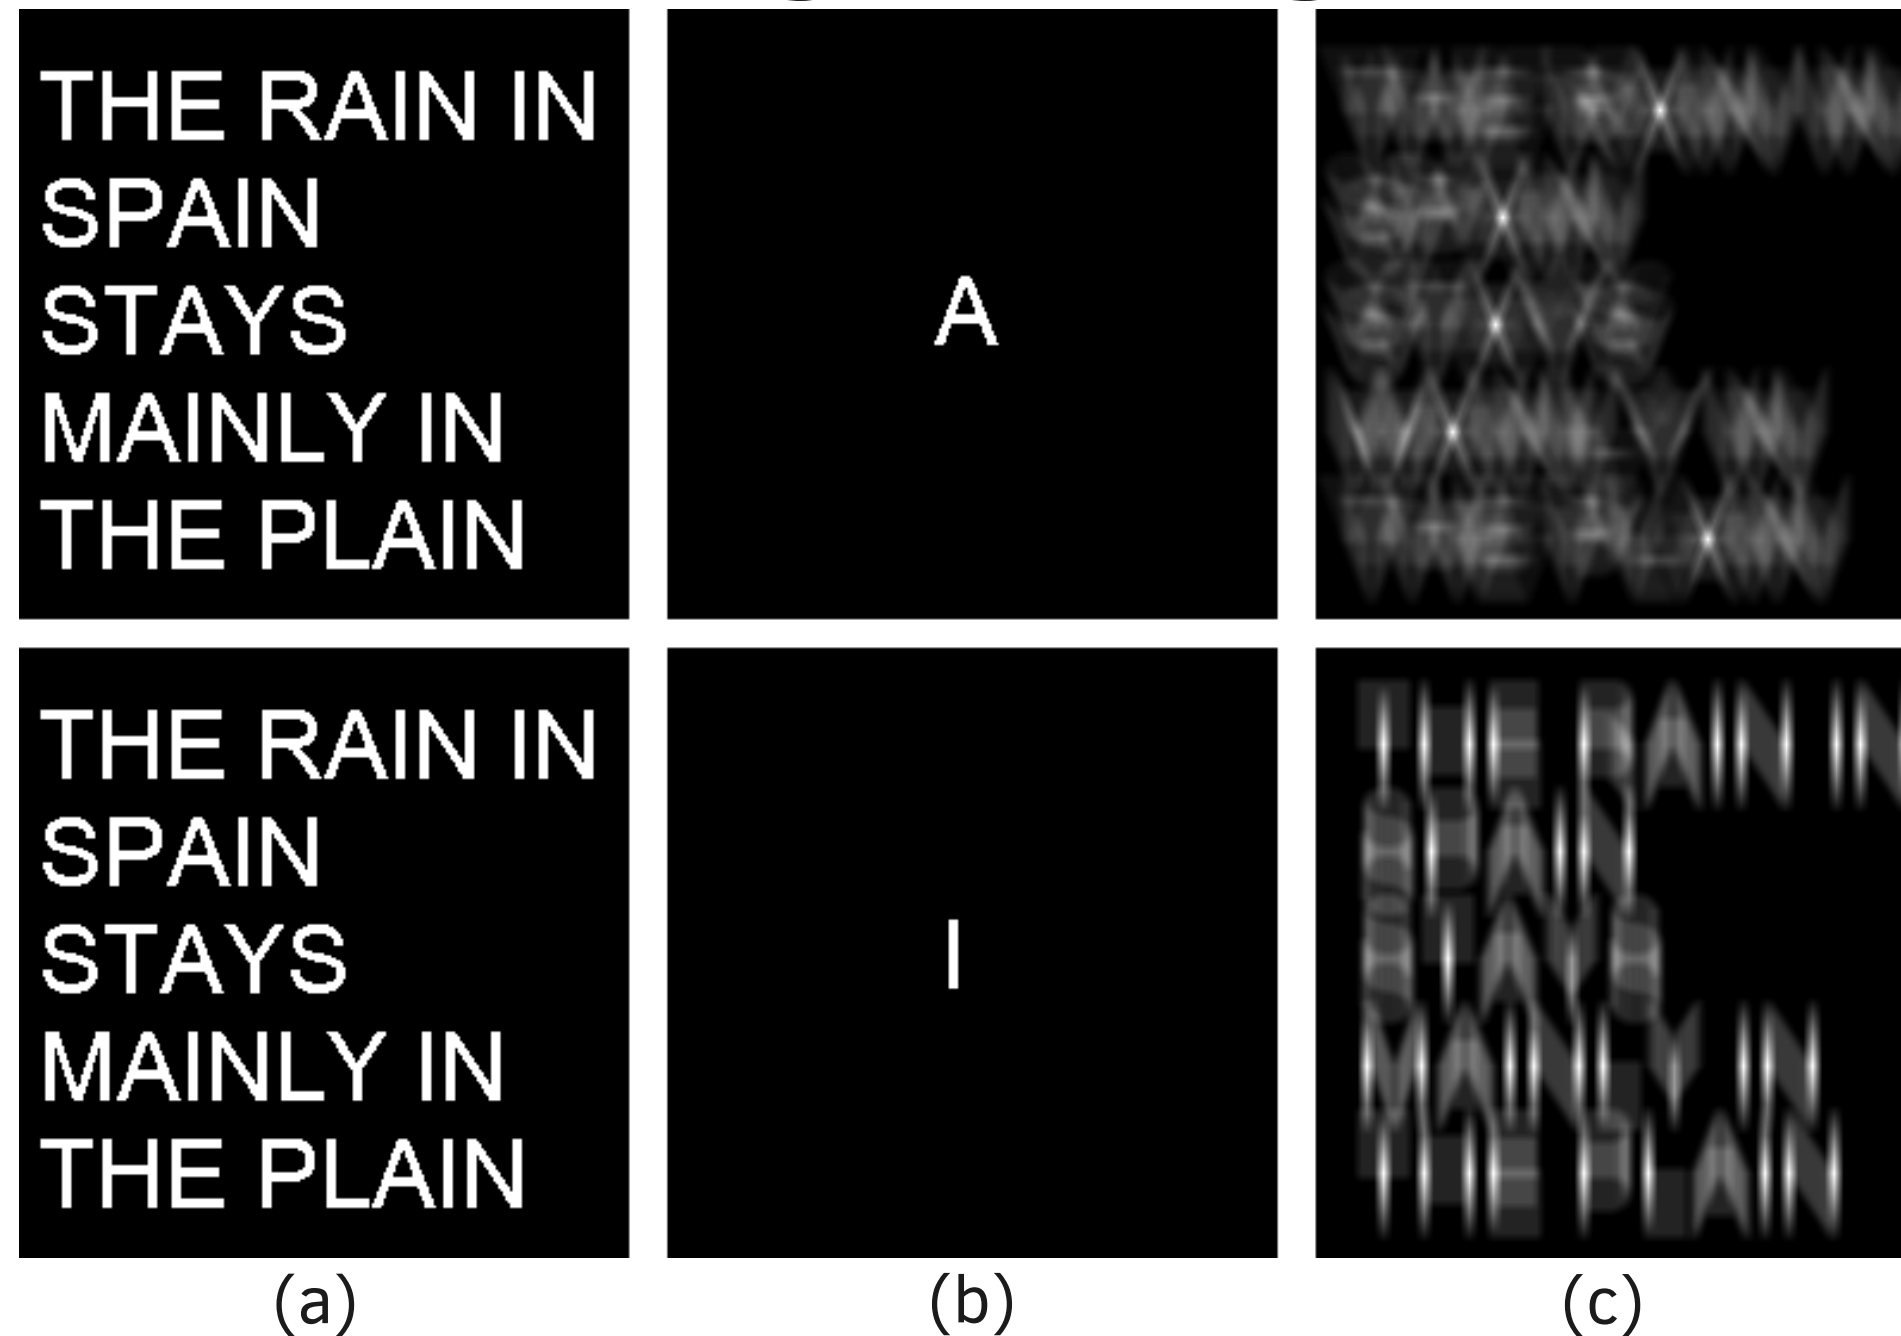 THE RAIN IN
SPAIN
STAYS
MAINLY IN
THE PLAIN
A
THE RAIN IN
SPAIN
STAYS
MAINLY IN
THE PLAIN
I
(a)
(b)
(c)